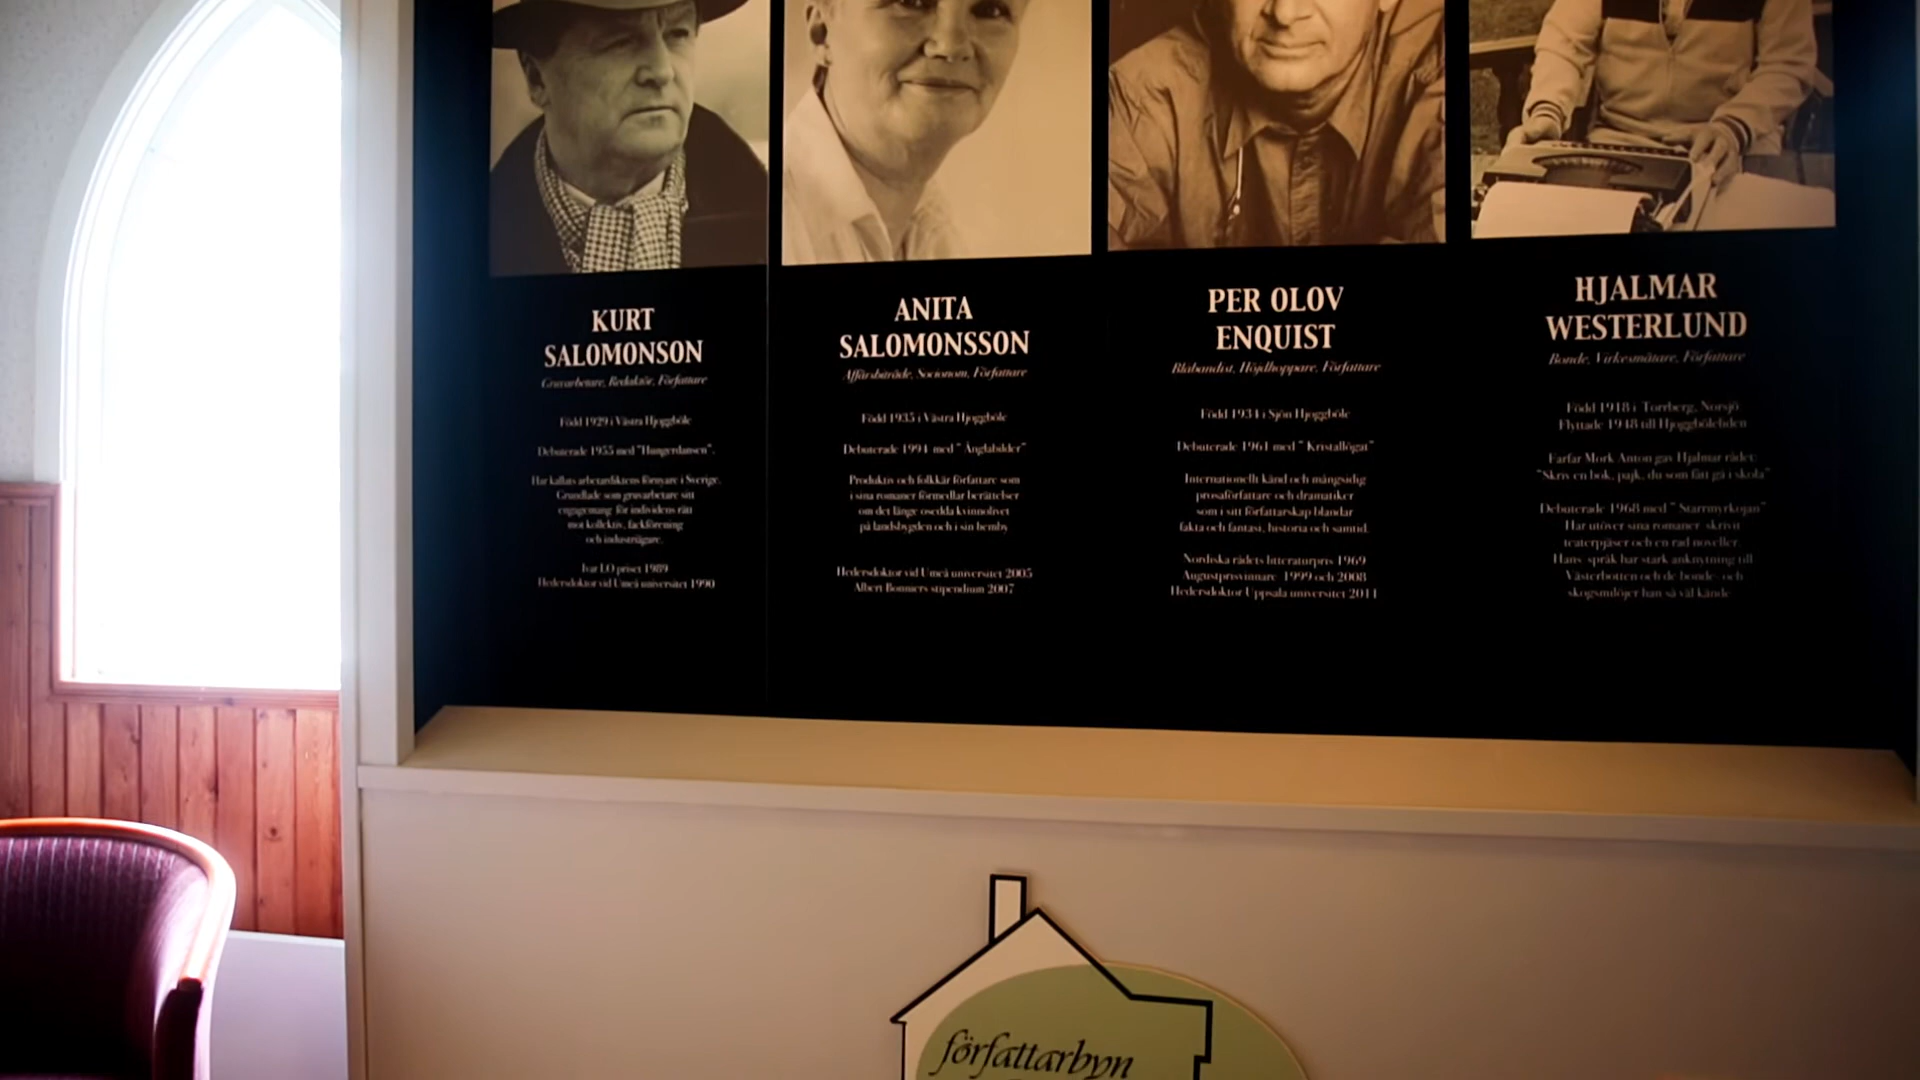 KURT
SALOMONSON
Gruvarbetare, Redaktör, Författare
Född 1929 i Västra Hjoggböle
Debuterade 1955 med "Hungerdansen".
Har kallats arbetardiktens förnyare i Sverige.
Grundlade som gruvarbetare sitt
engagemang för individens rätt
mot kollektiv, fackförening
och industriägare.
Ivar LO priset 1989
Hedersdoktor vid Umeå universitet 1990
ANITA
SALOMONSSON
Affärsbiträde, Socionom, Författare
Född 1935 i Västra Hjoggböle
Debuterade 1994 med "Änglabilder"
Produktiv och folkkär författare som
i sina romaner förmedlar berättelser
om det länge osedda kvinnolivet
på landsbygden och i sin hemby
Hedersdoktor vid Umeå universitet 2005
Albert Bonniers stipendium 2007
PER OLOV
ENQUIST
Blåbandist, Höjdhoppare, Författare
Född 1934 i Sjön Hjoggböle
Debuterade 1961 med "Kristallögat"
Internationellt känd och mångsidig
prosaförfattare och dramatiker
som i sitt författarskap blandar
fakta och fantasi, historia och samtid.
Nordiska rådets litteraturpris 1969
Augustprisvinnare 1999 och 2008
Hedersdoktor Uppsala universitet 2011
HJALMAR
WESTERLUND
Bonde, Virkesmätare, Författare
Född 1918 i Torrberg, Norsjö
Flyttade 1948 till Hjoggbölebäden
Farfar Mork Anton gav Hjalmar rådet:
"Skriv en bok, pajk, du som fått gå i skola"
Debuterade 1968 med "Starrmyrkojan"
Har utöver sina romaner skrivit
teaterpjäser och en rad noveller.
Hans språk har stark anknytning till
Västerbotten och de bonde- och
skogsmiljöer han så väl kände
författarbyn